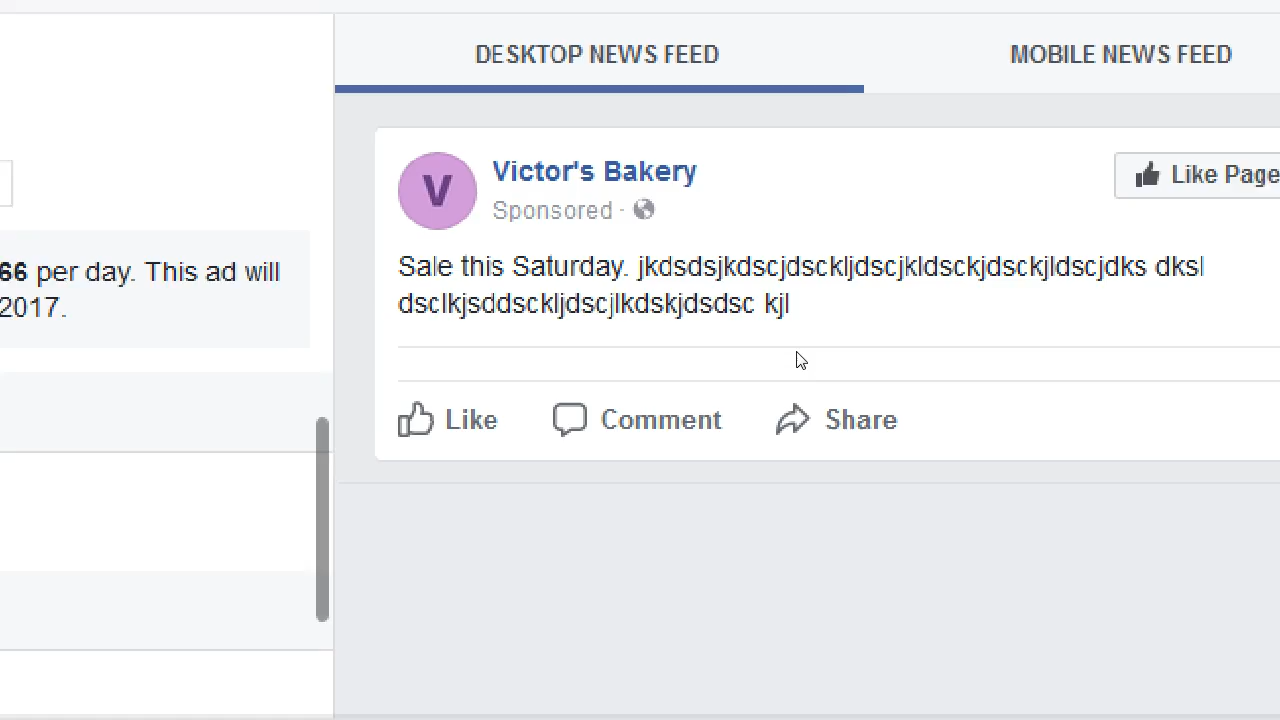 DESKTOP NEWS FEED
MOBILE NEWS FEED
V
Victor's Bakery
Sponsored ·
Like Page
66 per day. This ad will
2017.
Sale this Saturday. jkdsdsjkdscjdsckljdscjkldsckjdsckjldscjdks dksl
dsclkjsddsckljdscjlkdskjdsdsc kjl
Like
Comment
Share